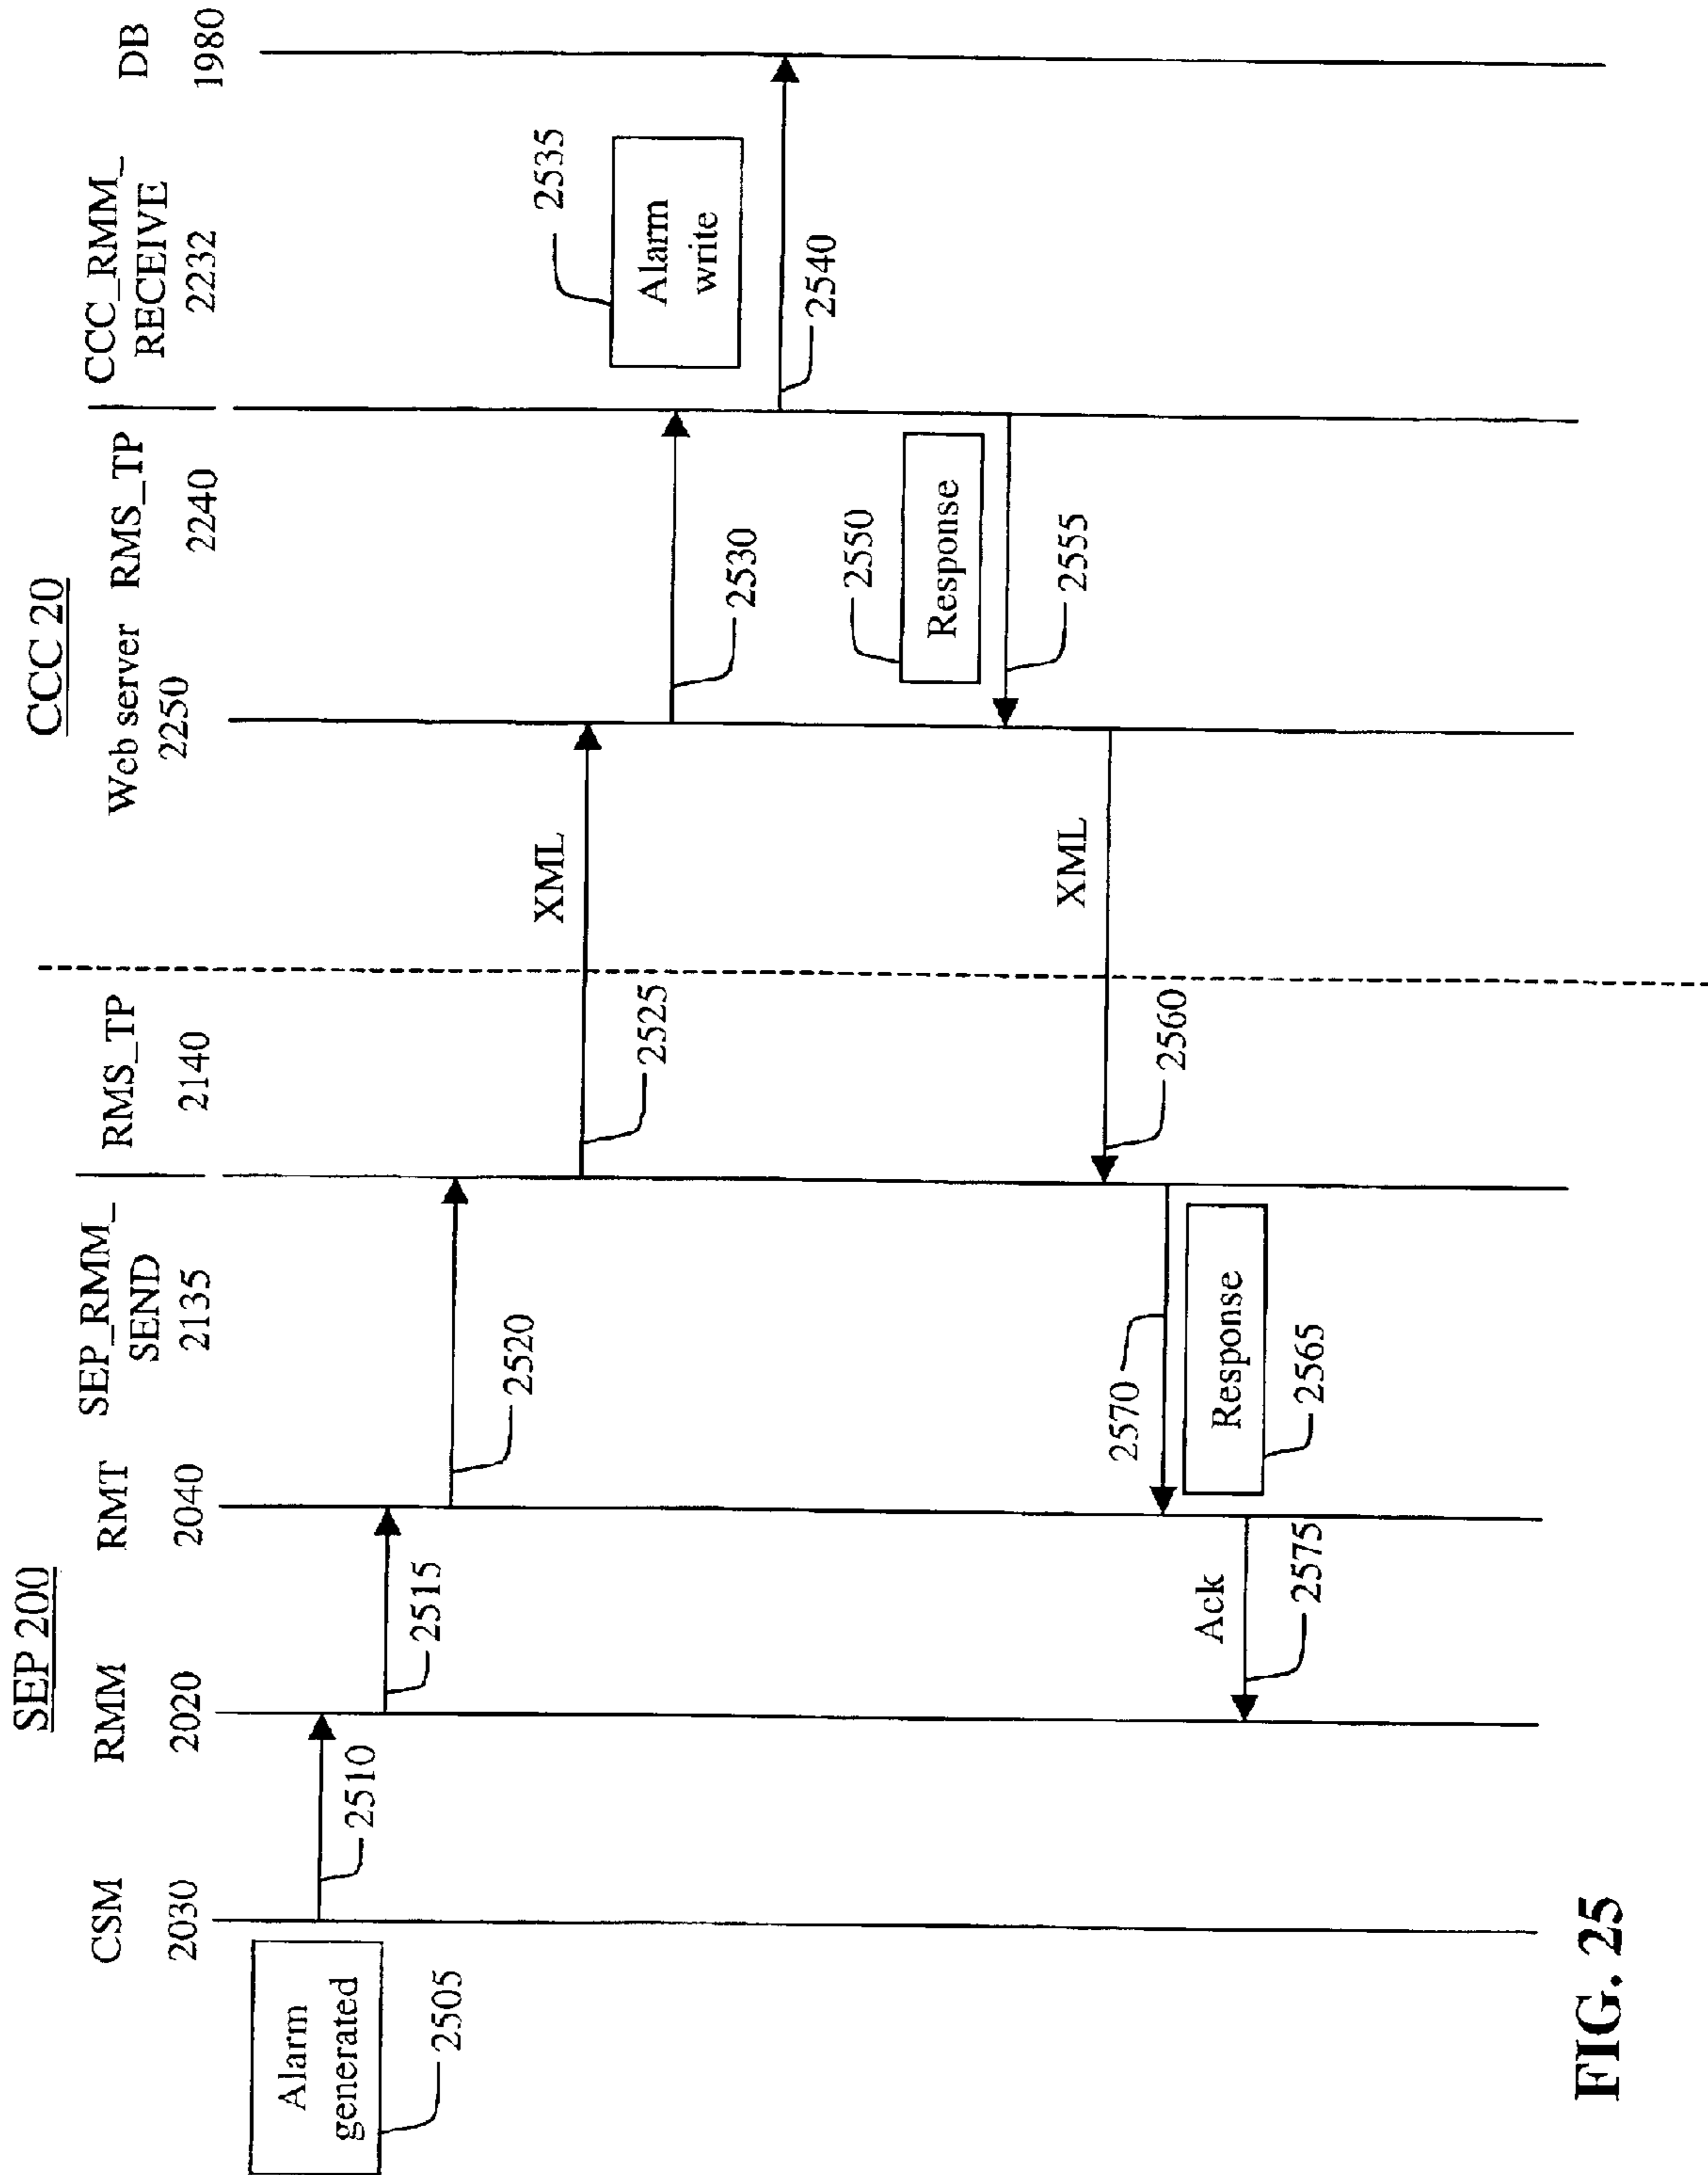 SEP 200
CCC 20
CSM
2030
RMM
2020
RMT
2040
SEP_RMM_
SEND
2135
RMS_TP
2140
Web server
2250
RMS_TP
2240
CCC_RMM_
RECEIVE
2232
DB
1980
Alarm
generated
2505
2510
2515
2520
2525
XML
2530
Alarm
write
2535
2540
2550
Response
2555
XML
2560
2570
Response
2565
Ack
2575
FIG. 25